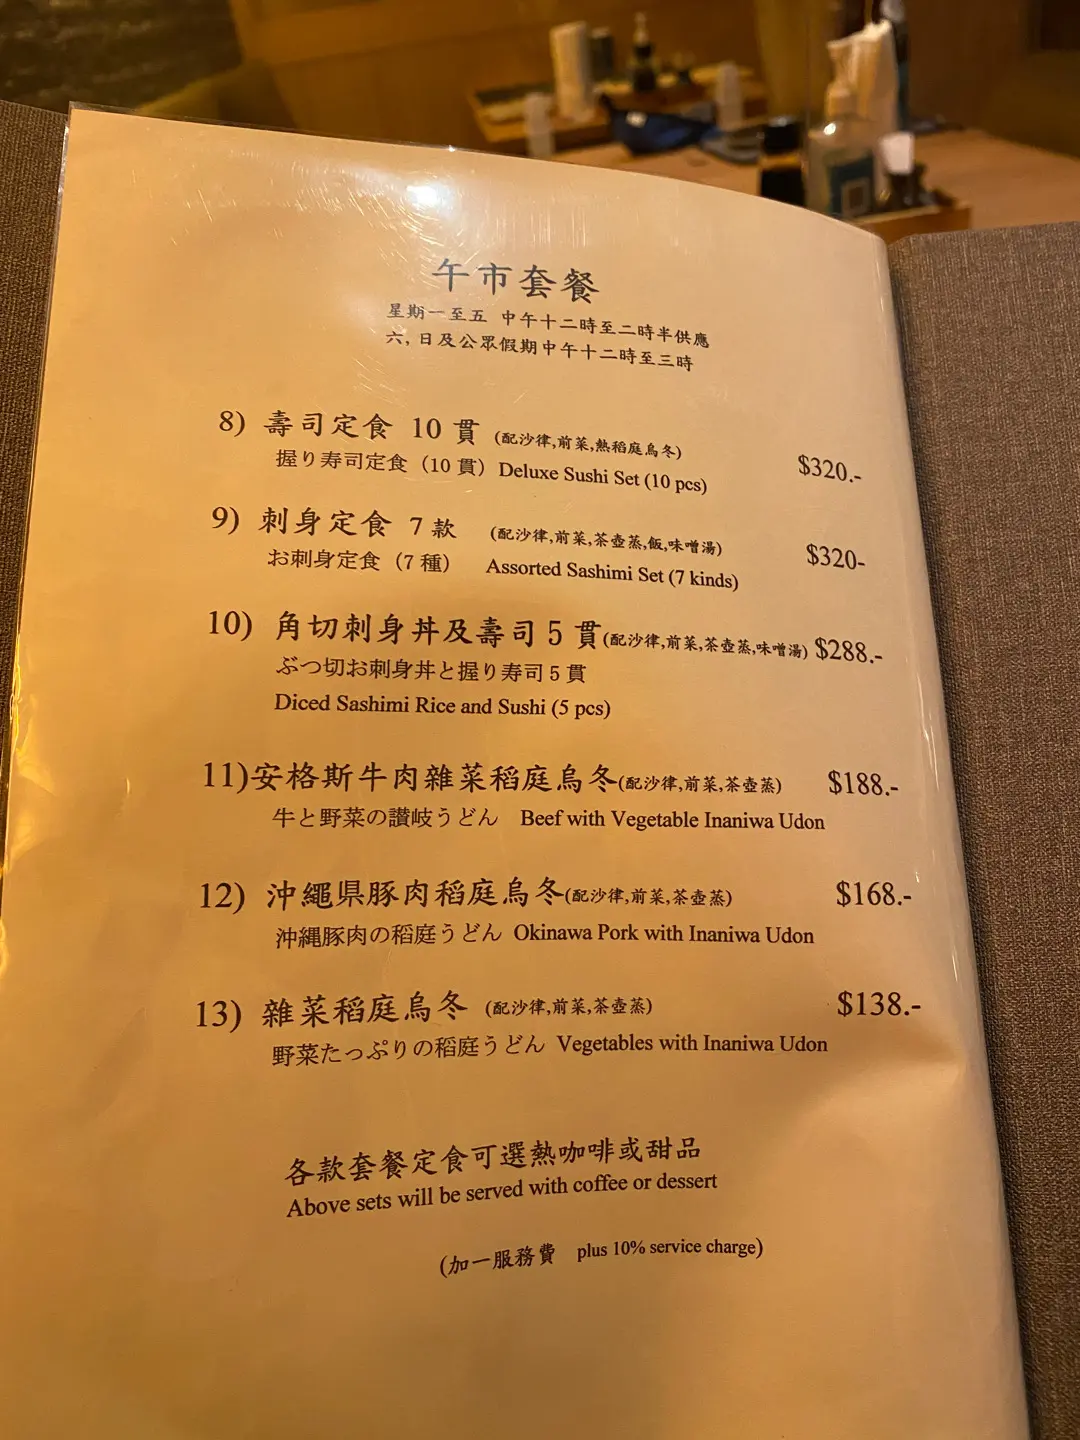 午市套餐
星期一至五 中午十二時至二時半供應
六, 日及公眾假期中午十二時至三時
8) 壽司定食 10 貫 (配沙律,前菜,熱稻庭烏冬)
握り寿司定食（10 貫）Deluxe Sushi Set (10 pcs) $320.-
9) 刺身定食 7 款 (配沙律,前菜,茶壺蒸,飯,味噌湯)
お刺身定食（7 種） Assorted Sashimi Set (7 kinds) $320-
10) 角切刺身丼及壽司 5 貫(配沙律,前菜,茶壺蒸,味噌湯) $288.-
ぶつ切お刺身丼と握り寿司 5 貫
Diced Sashimi Rice and Sushi (5 pcs)
11)安格斯牛肉雜菜稻庭烏冬(配沙律,前菜,茶壺蒸) $188.-
牛と野菜の讃岐うどん Beef with Vegetable Inaniwa Udon
12) 沖繩県豚肉稻庭烏冬(配沙律,前菜,茶壺蒸) $168.-
沖縄豚肉の稻庭うどん Okinawa Pork with Inaniwa Udon
13) 雜菜稻庭烏冬 (配沙律,前菜,茶壺蒸) $138.-
野菜たっぷりの稻庭うどん Vegetables with Inaniwa Udon
各款套餐定食可選熱咖啡或甜品
Above sets will be served with coffee or dessert
(加一服務費 plus 10% service charge)